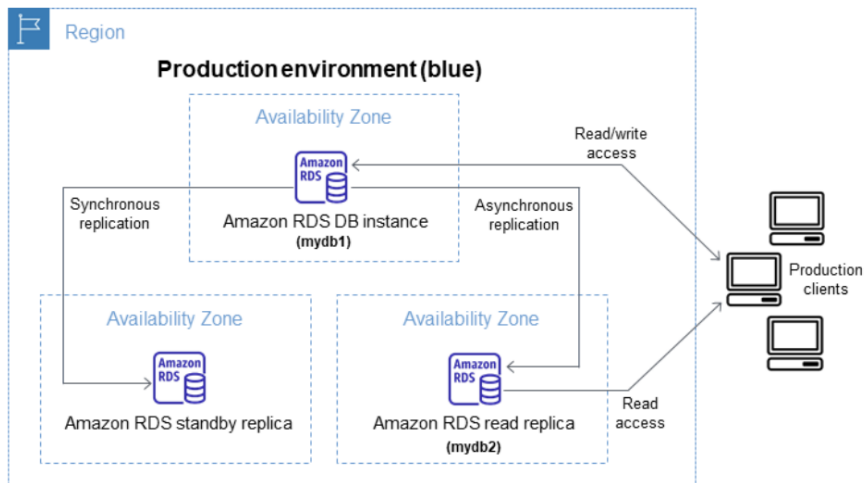 Region
Production environment (blue)
Availability Zone
Read/write
access
Amazon
RDS
Synchronous
replication
Asynchronous
replication
Amazon RDS DB instance
(mydb1)
Production
clients
Availability Zone
Availability Zone
Amazon
RDS
Amazon
RDS
Amazon RDS standby replica
Amazon RDS read replica
(mydb2)
Read
access